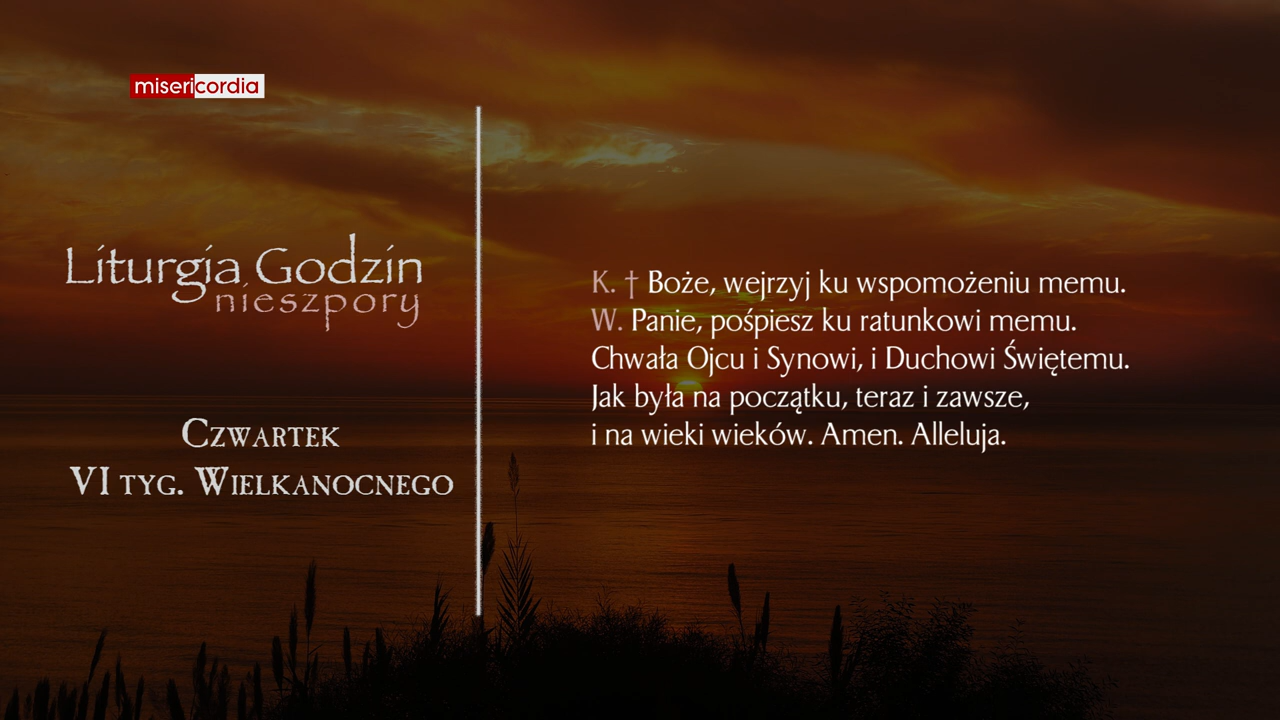 misericordia
Liturgia Godzin
nieszpory
Czwartek
VI tyg. Wielkanocnego
K. † Boże, wejrzyj ku wspomożeniu memu.
W. Panie, pośpiesz ku ratunkowi memu.
Chwała Ojcu i Synowi, i Duchowi Świętemu.
Jak była na początku, teraz i zawsze,
i na wieki wieków. Amen. Alleluja.